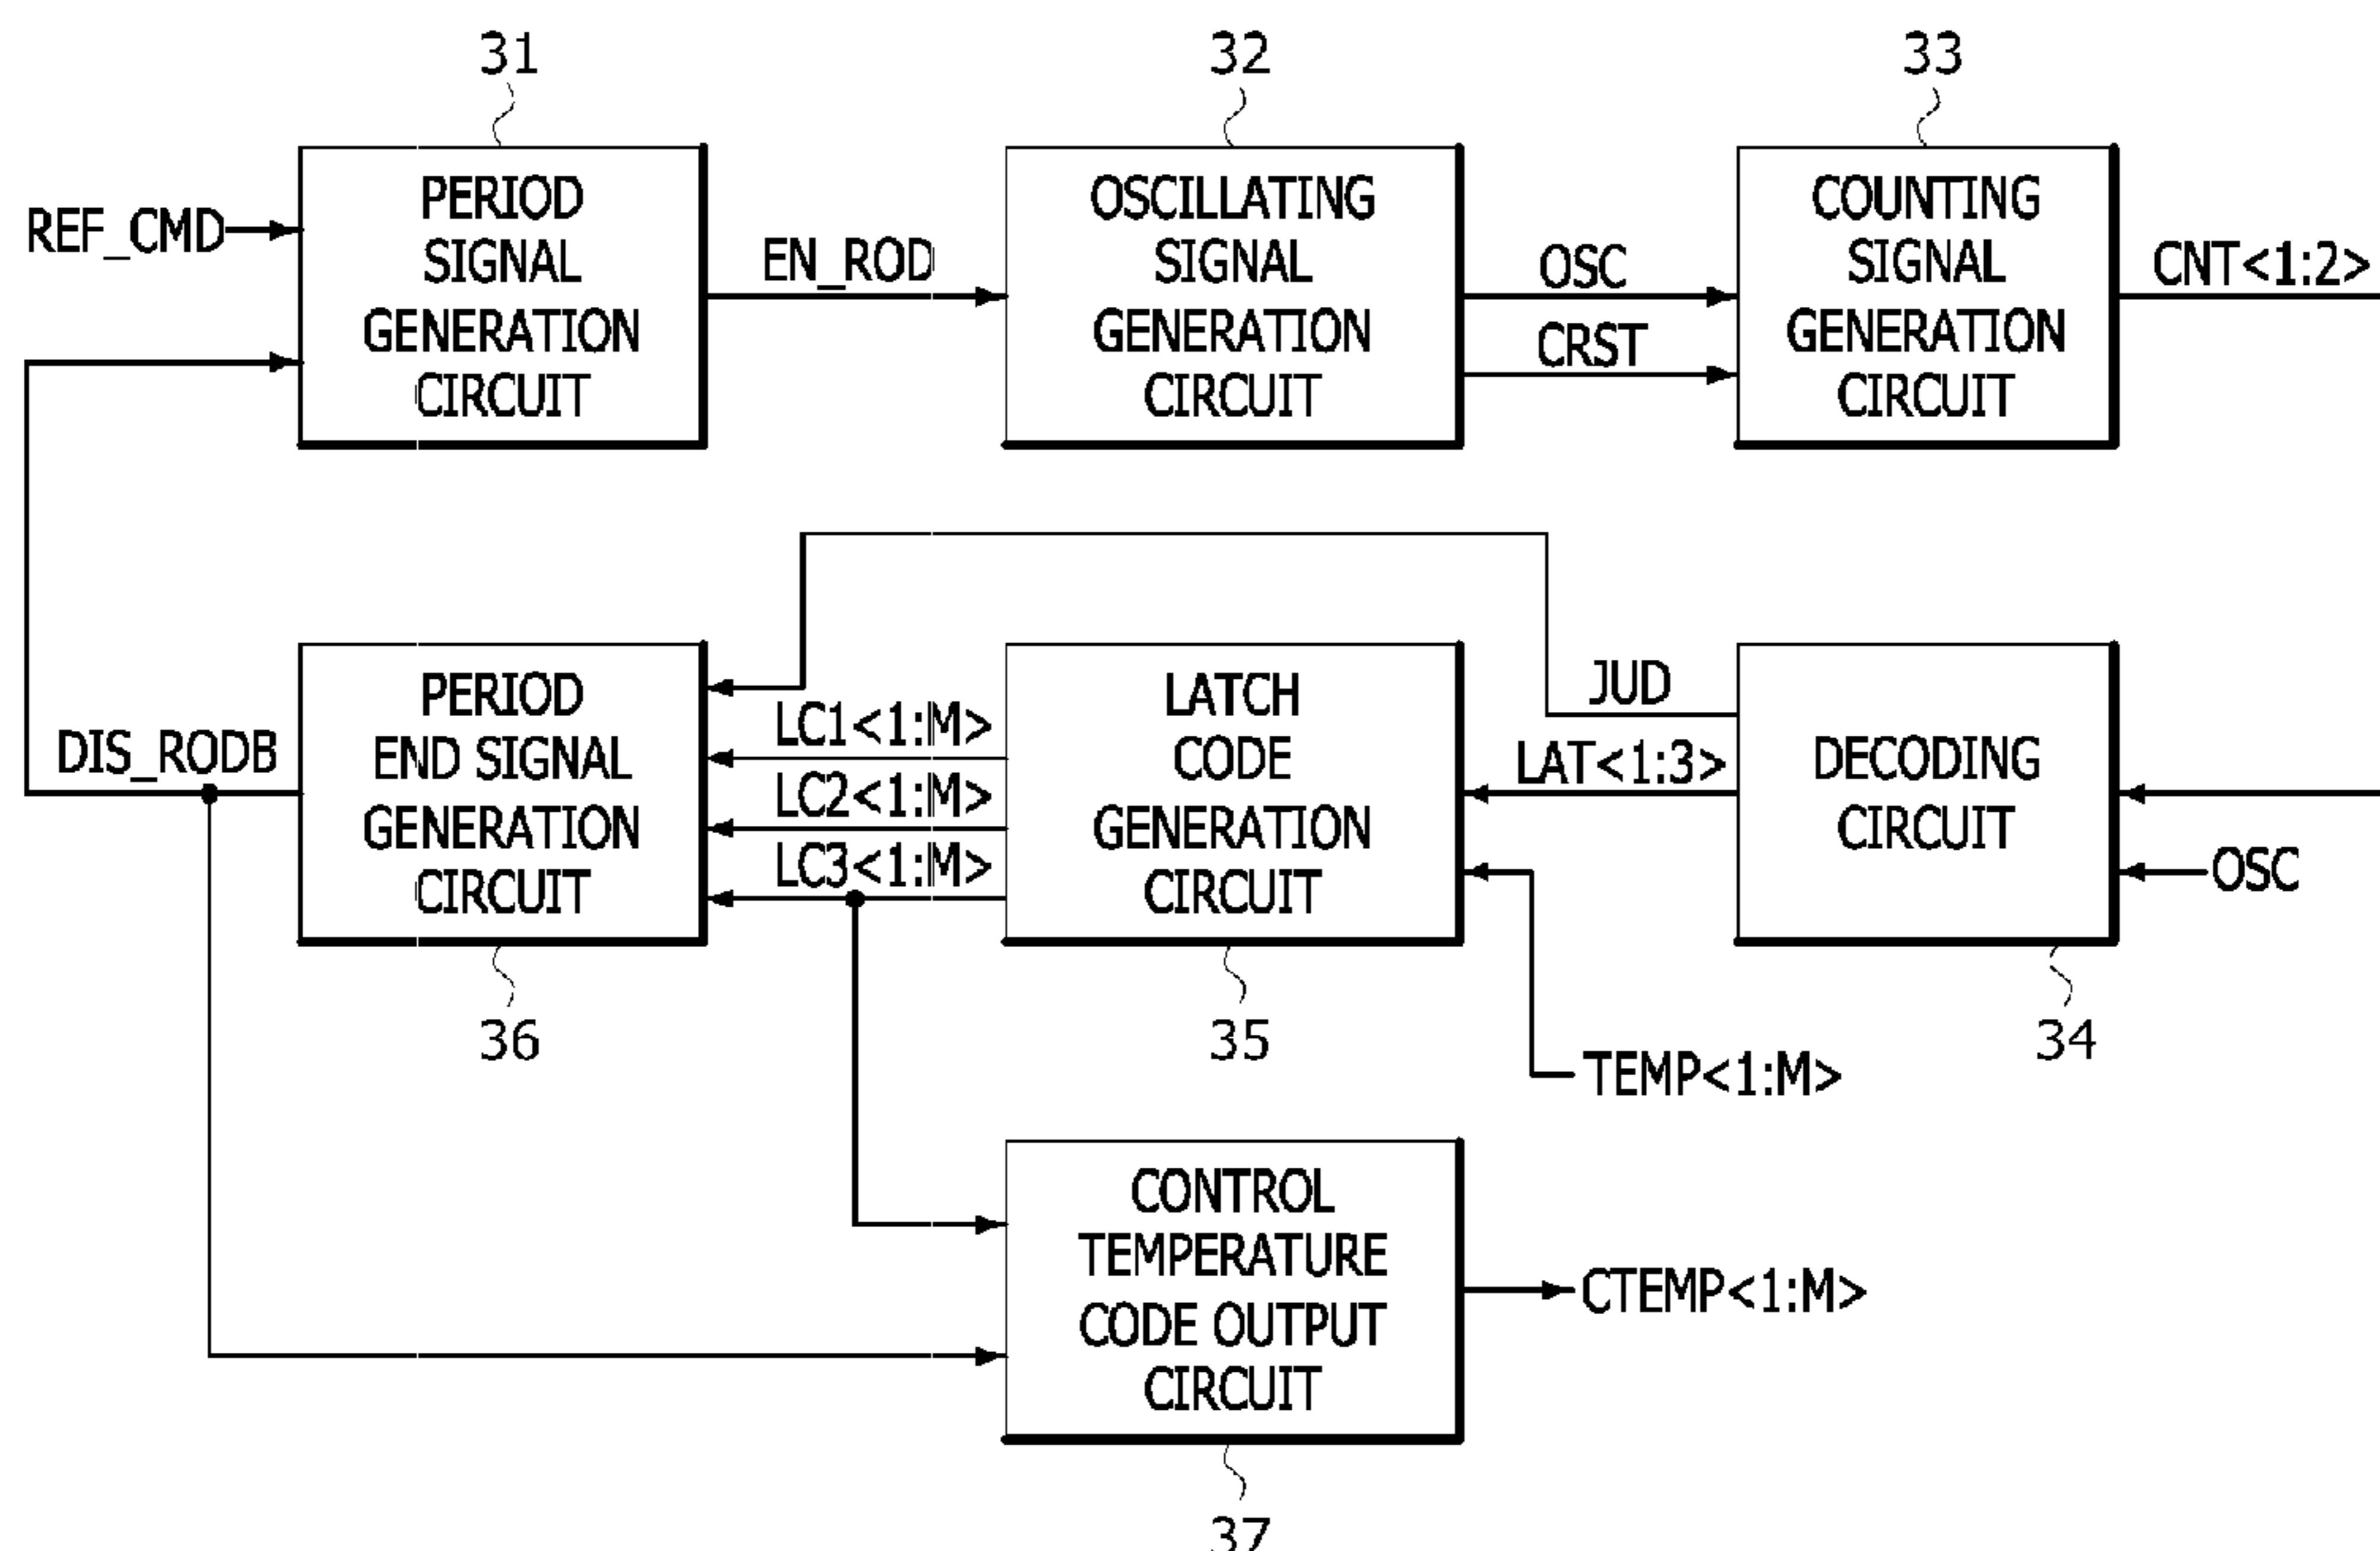 31
32
33
REF_CMD
PERIOD
SIGNAL
GENERATION
CIRCUIT
EN_ROD
OSCILLATING
SIGNAL
GENERATION
CIRCUIT
OSC
CRST
COUNTING
SIGNAL
GENERATION
CIRCUIT
CNT<1:2>
DIS_RODB
PERIOD
END SIGNAL
GENERATION
CIRCUIT
LC1<1:M>
LC2<1:M>
LC3<1:M>
LATCH
CODE
GENERATION
CIRCUIT
JUD
LAT<1:3>
DECODING
CIRCUIT
OSC
36
35
34
TEMP<1:M>
CONTROL
TEMPERATURE
CODE OUTPUT
CIRCUIT
CTEMP<1:M>
37